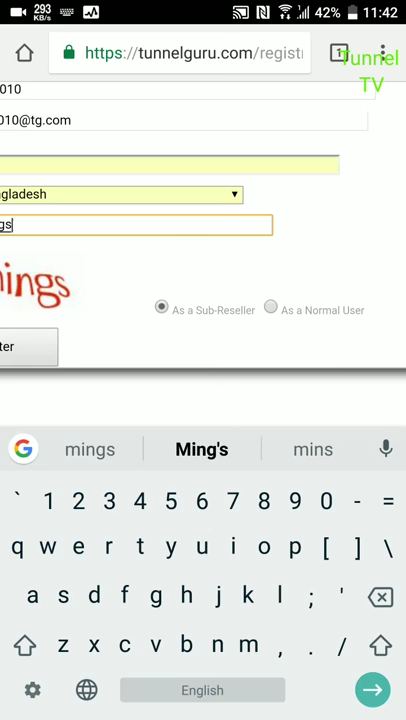 293 KB/s 42% 11:42
https://tunnelguru.com/registr
1
Tunnel
TV
010
010@tg.com
ngladesh
gs
nings
As a Sub-Reseller As a Normal User
ter
mings Ming's mins
` 1 2 3 4 5 6 7 8 9 0 - =
q w e r t y u i o p [ ] \
a s d f g h j k l ; '
z x c v b n m , . /
English